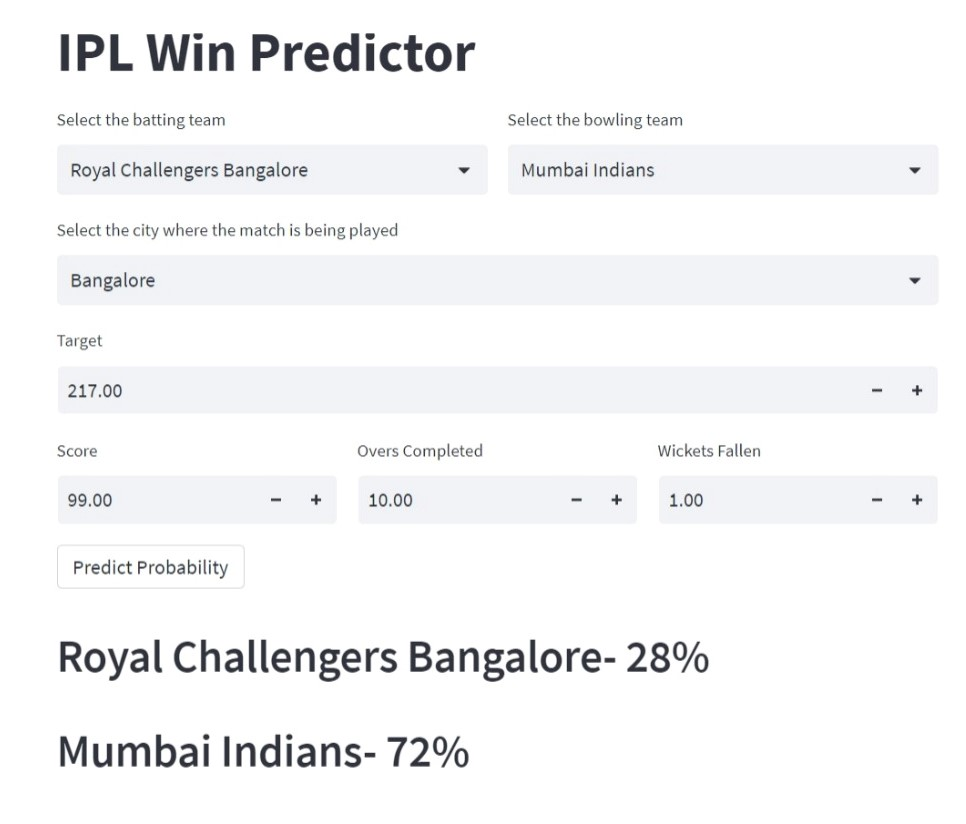 IPL Win Predictor
Select the batting team
Select the bowling team
Royal Challengers Bangalore
Mumbai Indians
Select the city where the match is being played
Bangalore
Target
217.00
- +
Score
Overs Completed
Wickets Fallen
99.00 - +
10.00 - +
1.00 - +
Predict Probability
Royal Challengers Bangalore- 28%
Mumbai Indians- 72%